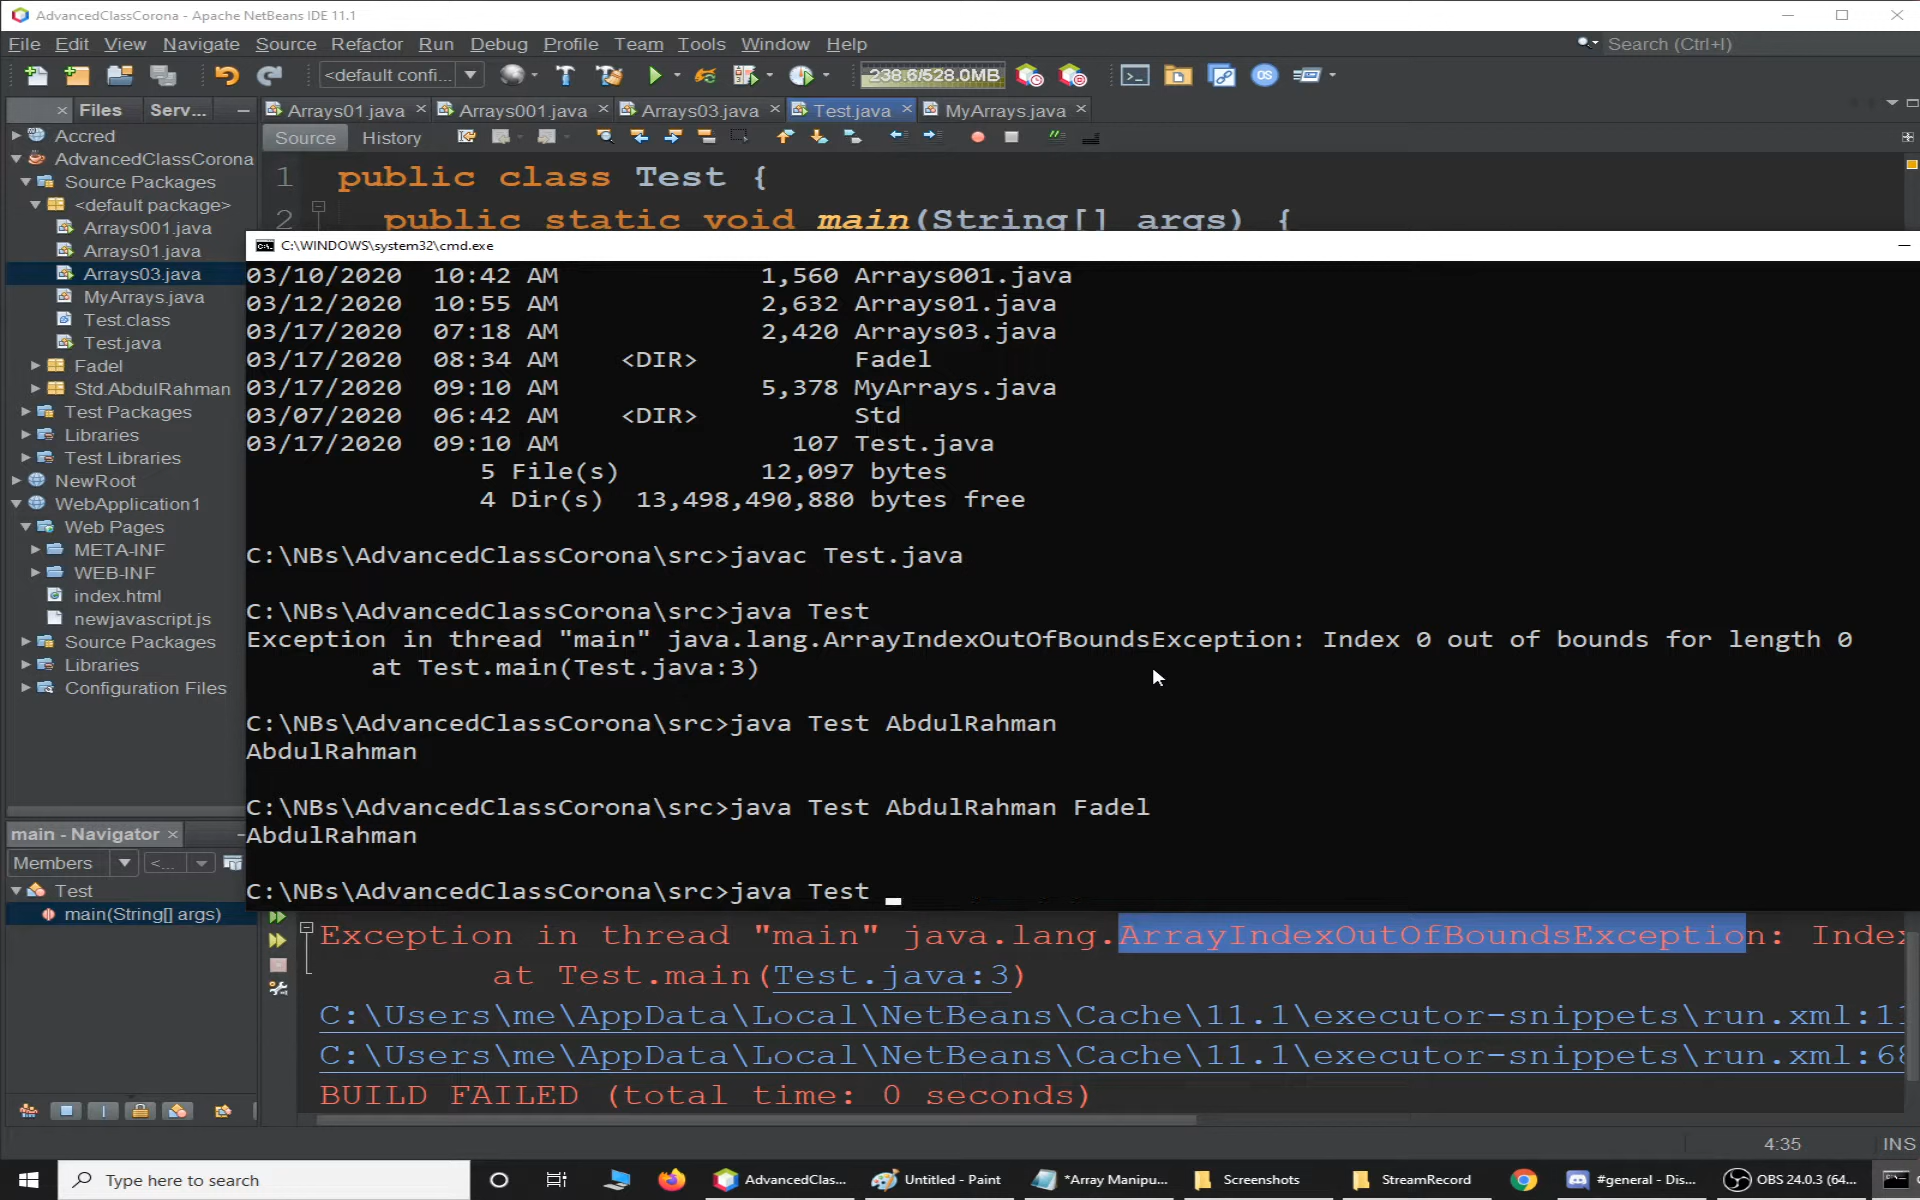 AdvancedClassCorona - Apache NetBeans IDE 11.1
File Edit View Navigate Source Refactor Run Debug Profile Team Tools Window Help
Search (Ctrl+I)
<default confi...
238.6/528.0MB
Files Serv...
Arrays01.java Arrays001.java Arrays03.java Test.java MyArrays.java
Source History
Accred
AdvancedClassCorona
Source Packages
<default package>
Arrays001.java
Arrays01.java
Arrays03.java
MyArrays.java
Test.class
Test.java
Fadel
Std.AbdulRahman
Test Packages
Libraries
Test Libraries
NewRoot
WebApplication1
Web Pages
META-INF
WEB-INF
index.html
newjavascript.js
Source Packages
Libraries
Configuration Files
1 public class Test {
2 public static void main(String[] args) {
C:\WINDOWS\system32\cmd.exe
03/10/2020 10:42 AM 1,560 Arrays001.java
03/12/2020 10:55 AM 2,632 Arrays01.java
03/17/2020 07:18 AM 2,420 Arrays03.java
03/17/2020 08:34 AM <DIR> Fadel
03/17/2020 09:10 AM 5,378 MyArrays.java
03/07/2020 06:42 AM <DIR> Std
03/17/2020 09:10 AM 107 Test.java
5 File(s) 12,097 bytes
4 Dir(s) 13,498,490,880 bytes free
C:\NBs\AdvancedClassCorona\src>javac Test.java
C:\NBs\AdvancedClassCorona\src>java Test
Exception in thread "main" java.lang.ArrayIndexOutOfBoundsException: Index 0 out of bounds for length 0
at Test.main(Test.java:3)
C:\NBs\AdvancedClassCorona\src>java Test AbdulRahman
AbdulRahman
C:\NBs\AdvancedClassCorona\src>java Test AbdulRahman Fadel
AbdulRahman
C:\NBs\AdvancedClassCorona\src>java Test
main - Navigator
Members <...
Test
main(String[] args)
Exception in thread "main" java.lang.ArrayIndexOutOfBoundsException: Index
at Test.main(Test.java:3)
C:\Users\me\AppData\Local\NetBeans\Cache\11.1\executor-snippets\run.xml:11
C:\Users\me\AppData\Local\NetBeans\Cache\11.1\executor-snippets\run.xml:68
BUILD FAILED (total time: 0 seconds)
4:35 INS
Type here to search
AdvancedClas...
Untitled - Paint
*Array Manipu...
Screenshots
StreamRecord
#general - Dis...
OBS 24.0.3 (64...